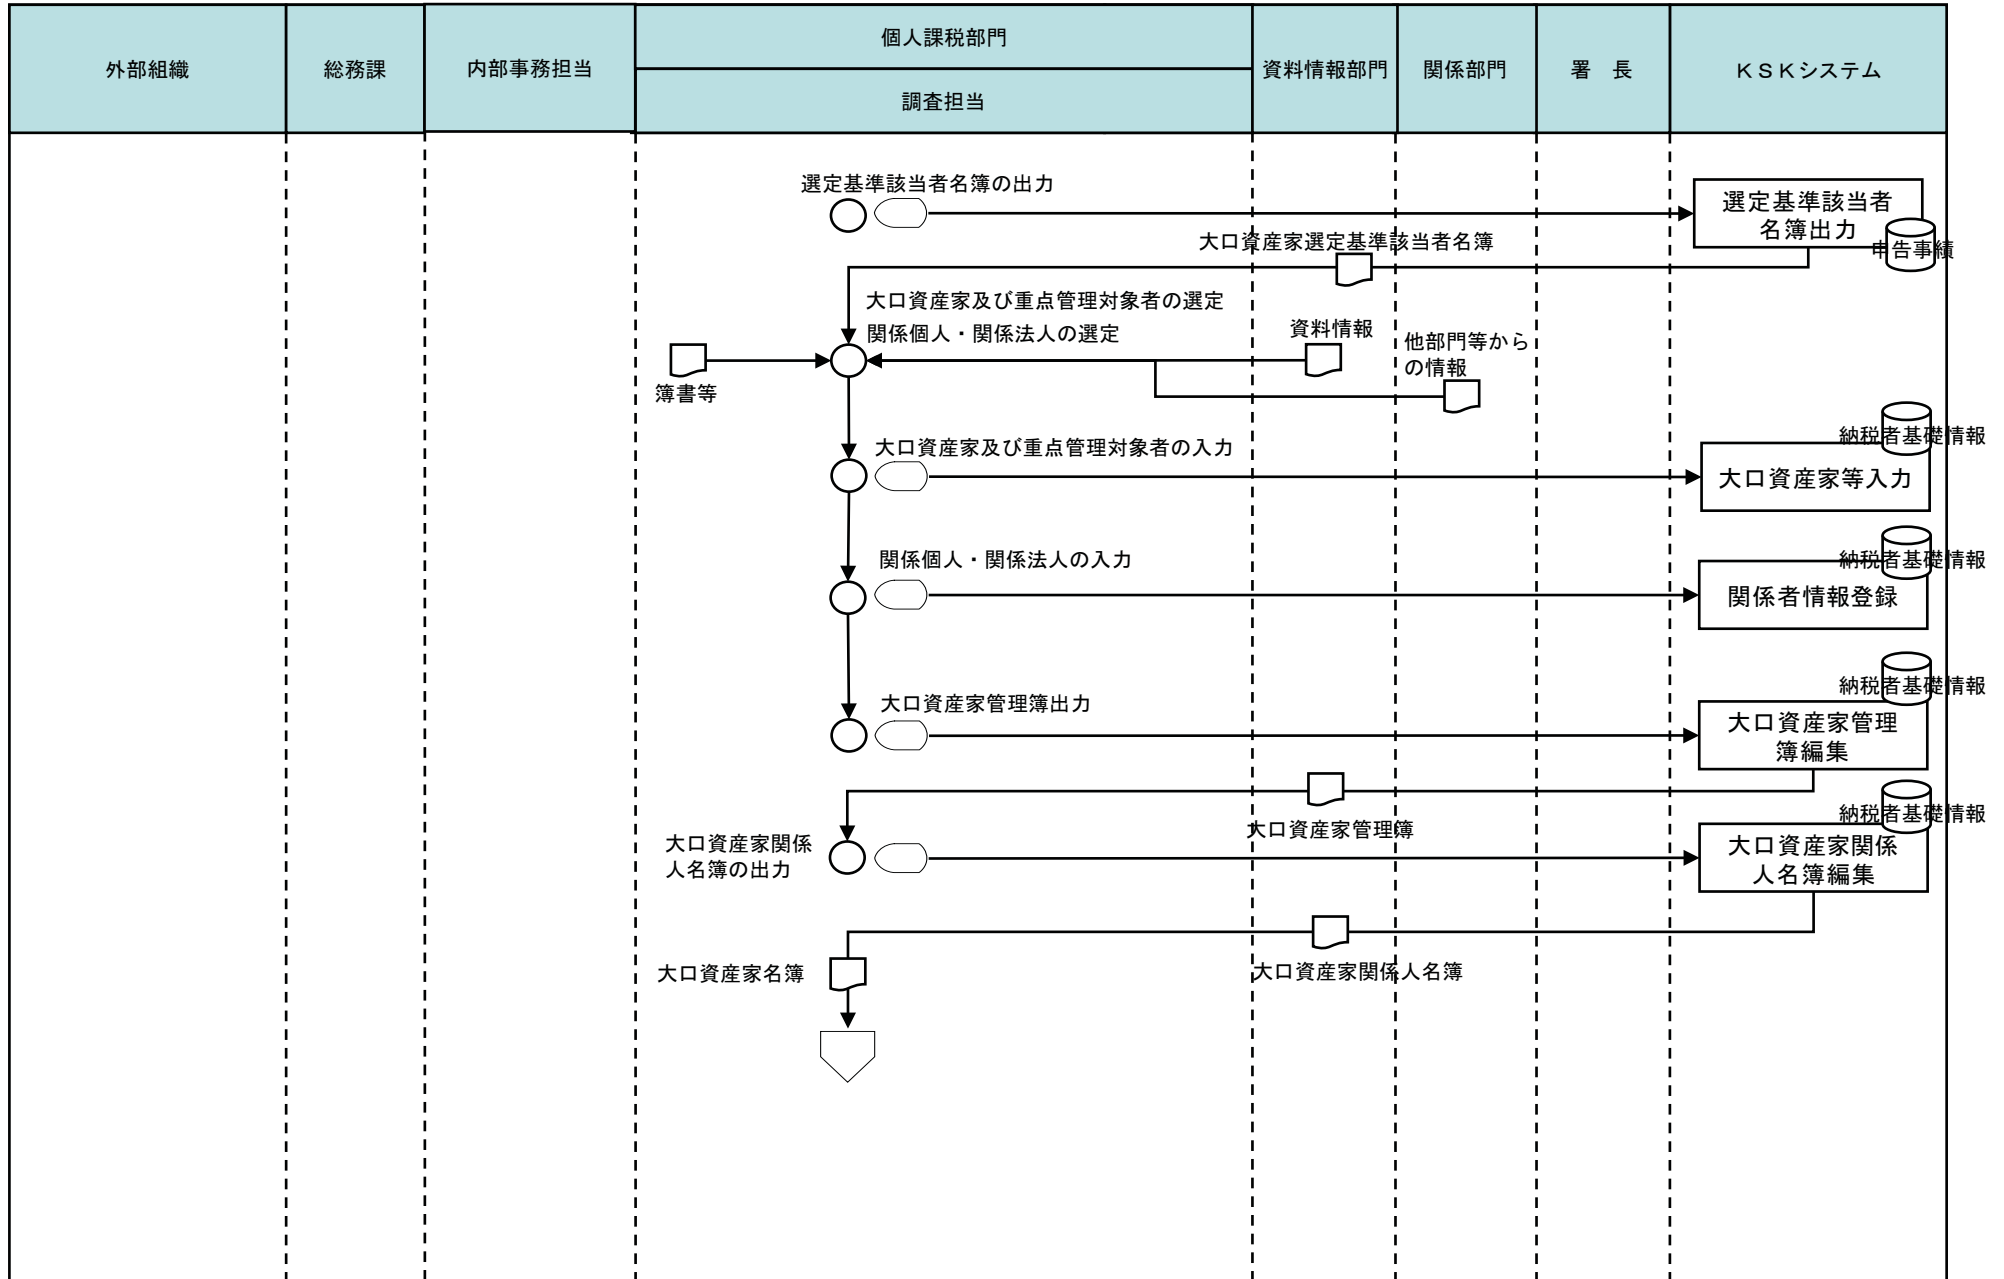 外部組織
総務課
内部事務担当
個人課税部門
調査担当
資料情報部門
関係部門
署　長
ＫＳＫシステム
選定基準該当者名簿の出力
選定基準該当者
名簿出力
申告事績
大口資産家選定基準該当者名簿
大口資産家及び重点管理対象者の選定
関係個人・関係法人の選定
資料情報
他部門等から
の情報
簿書等
納税者基礎情報
大口資産家及び重点管理対象者の入力
大口資産家等入力
納税者基礎情報
関係個人・関係法人の入力
関係者情報登録
納税者基礎情報
大口資産家管理簿出力
大口資産家管理
簿編集
納税者基礎情報
大口資産家管理簿
大口資産家関係
人名簿の出力
大口資産家関係
人名簿編集
大口資産家名簿
大口資産家関係人名簿